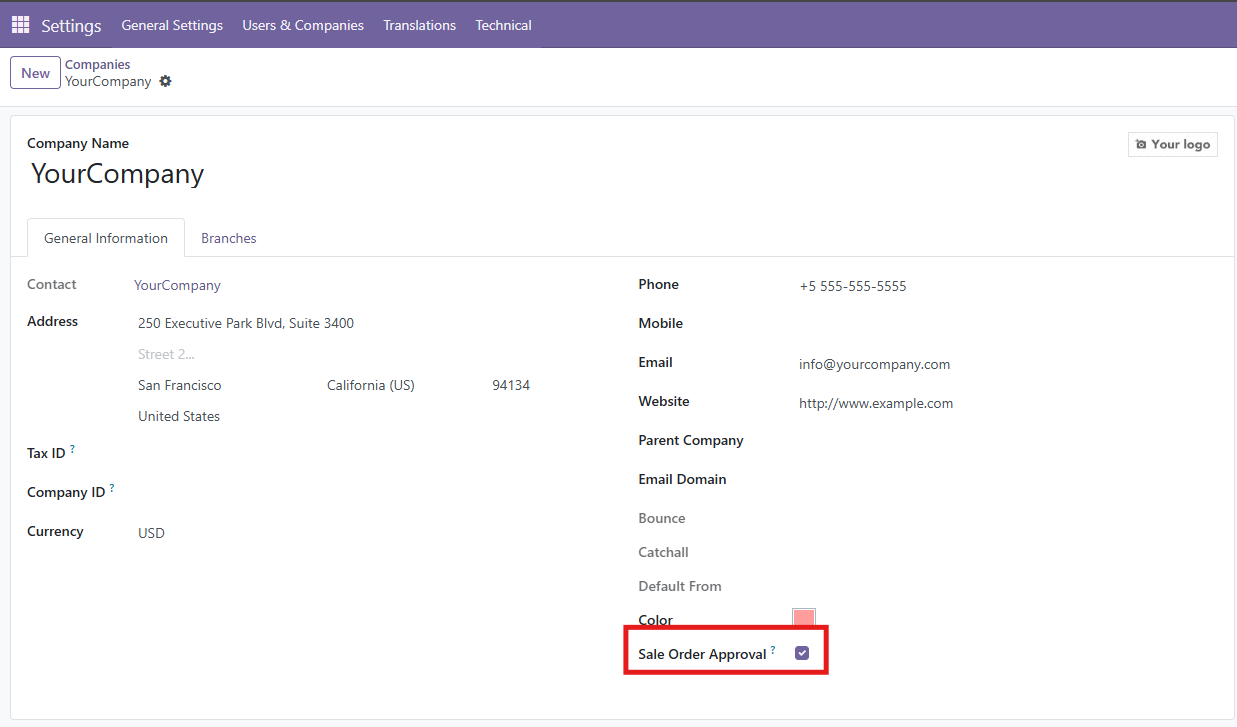 Settings General Settings Users & Companies Translations Technical
New
Companies
YourCompany
Company Name
YourCompany
Your logo
General Information Branches
Contact YourCompany
Address 250 Executive Park Blvd, Suite 3400
Street 2...
San Francisco California (US) 94134
United States
Tax ID ?
Company ID ?
Currency USD
Phone +5 555-555-5555
Mobile
Email info@yourcompany.com
Website http://www.example.com
Parent Company
Email Domain
Bounce
Catchall
Default From
Color
Sale Order Approval ?